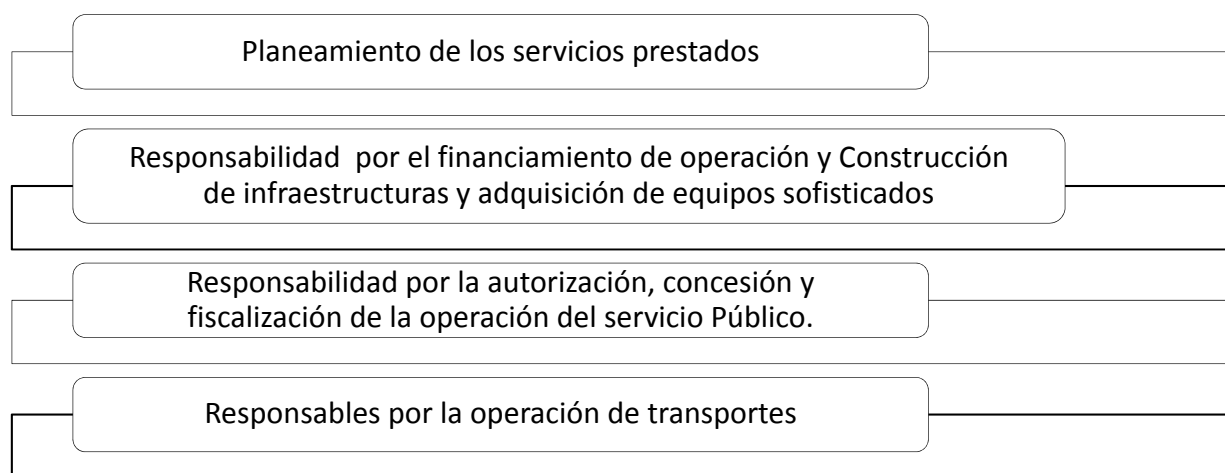 Planeamiento de los servicios prestados
Responsabilidad por el financiamiento de operación y Construcción
de infraestructuras y adquisición de equipos sofisticados
Responsabilidad por la autorización, concesión y
fiscalización de la operación del servicio Público.
Responsables por la operación de transportes